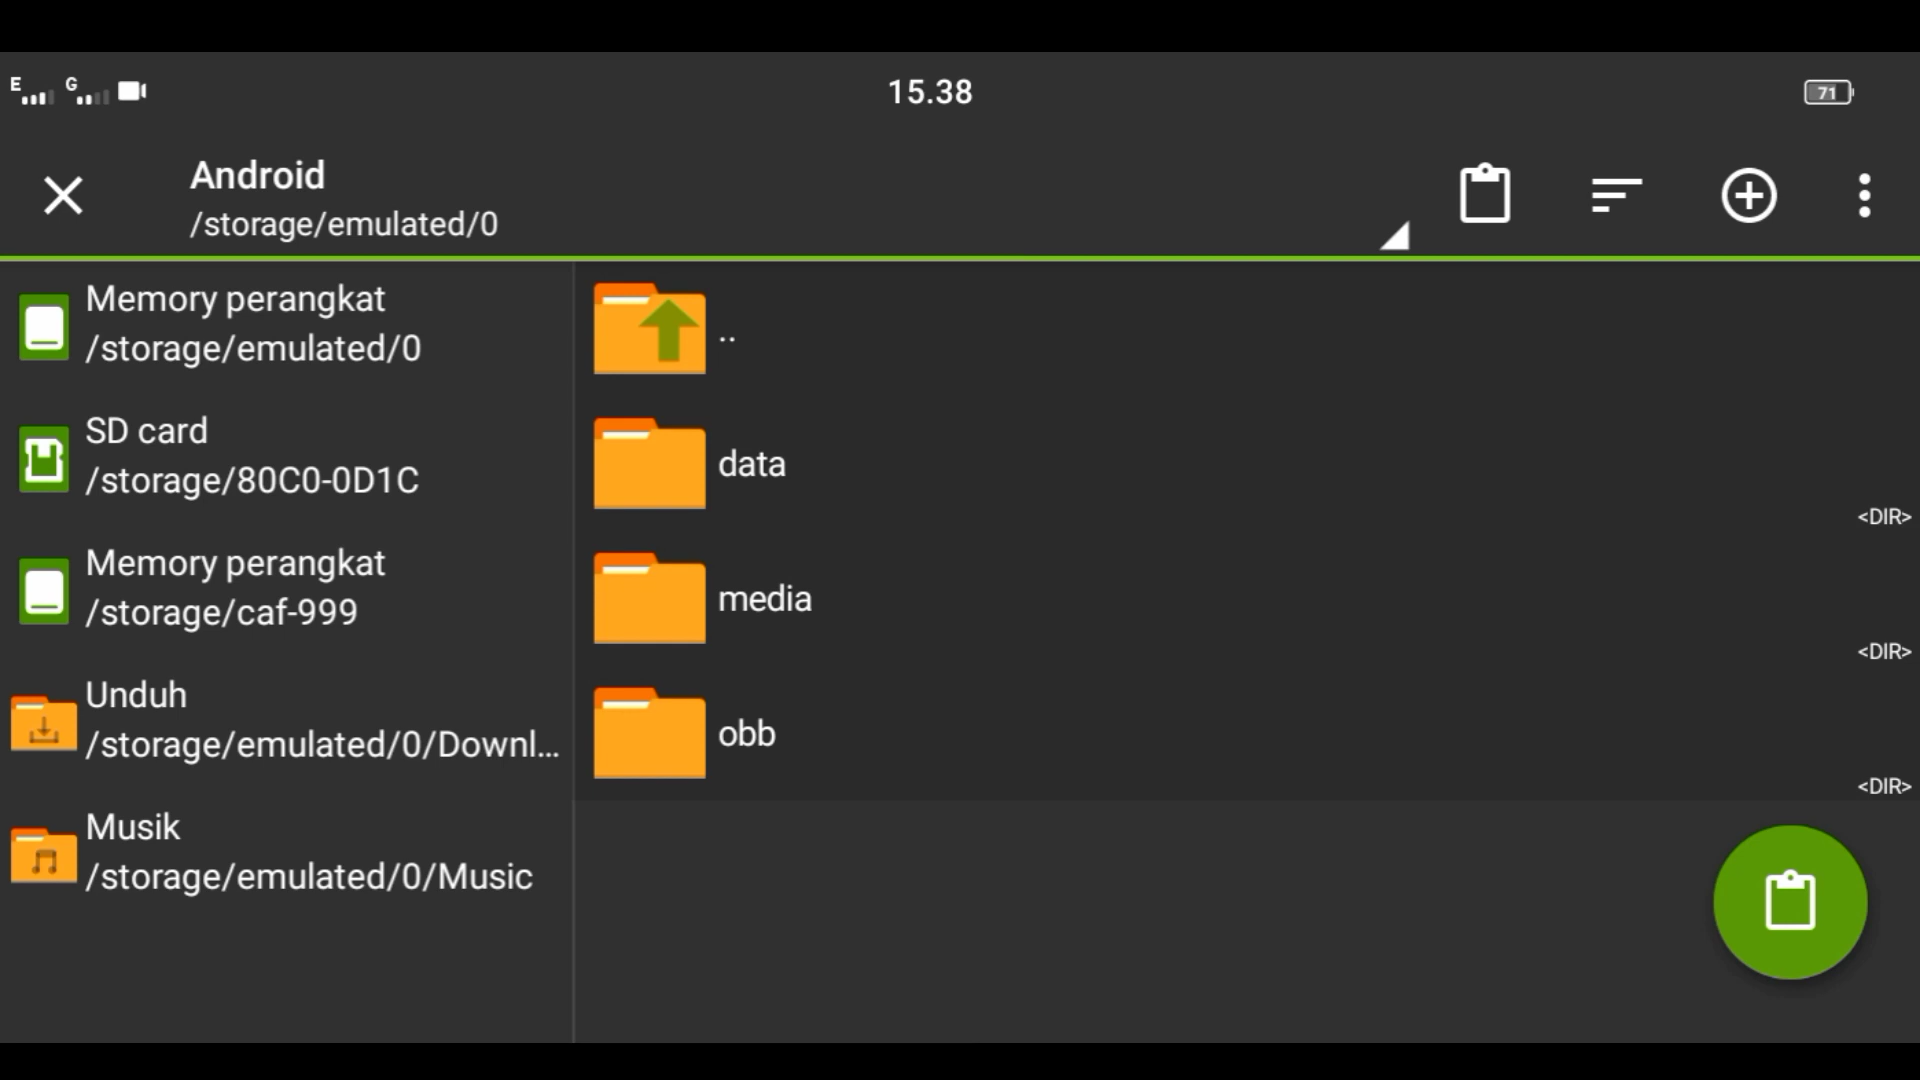 E G 15.38 71
Android
/storage/emulated/0
Memory perangkat
/storage/emulated/0
SD card
/storage/80C0-0D1C
Memory perangkat
/storage/caf-999
Unduh
/storage/emulated/0/Downl...
Musik
/storage/emulated/0/Music
..
data
<DIR>
media
<DIR>
obb
<DIR>